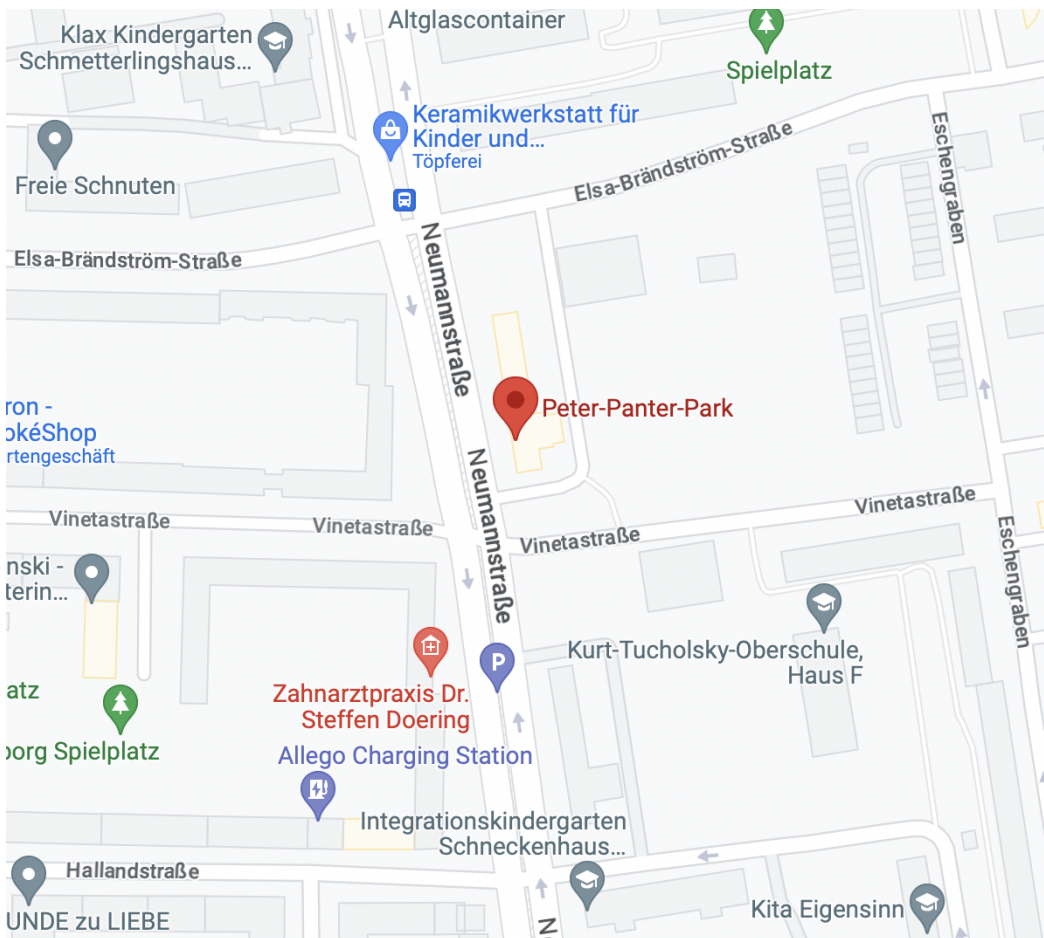 Altglascontainer
Klax Kindergarten
Schmetterlingshaus...
Spielplatz
Keramikwerkstatt für
Kinder und...
Töpferei
Freie Schnuten
Elsa-Brändström-Straße
Eschengraben
Elsa-Brändström-Straße
Neumannstraße
Peter-Panter-Park
ron -
okéShop
rtengeschäft
Neumannstraße
Vinetastraße
Vinetastraße
Vinetastraße
Vinetastraße
Eschengraben
nski -
terin...
Kurt-Tucholsky-Oberschule,
Haus F
P
atz
Zahnarztpraxis Dr.
Steffen Doering
org Spielplatz
Allego Charging Station
Integrationskindergarten
Schneckenhaus...
Hallandstraße
UNDE zu LIEBE
Kita Eigensinn
N